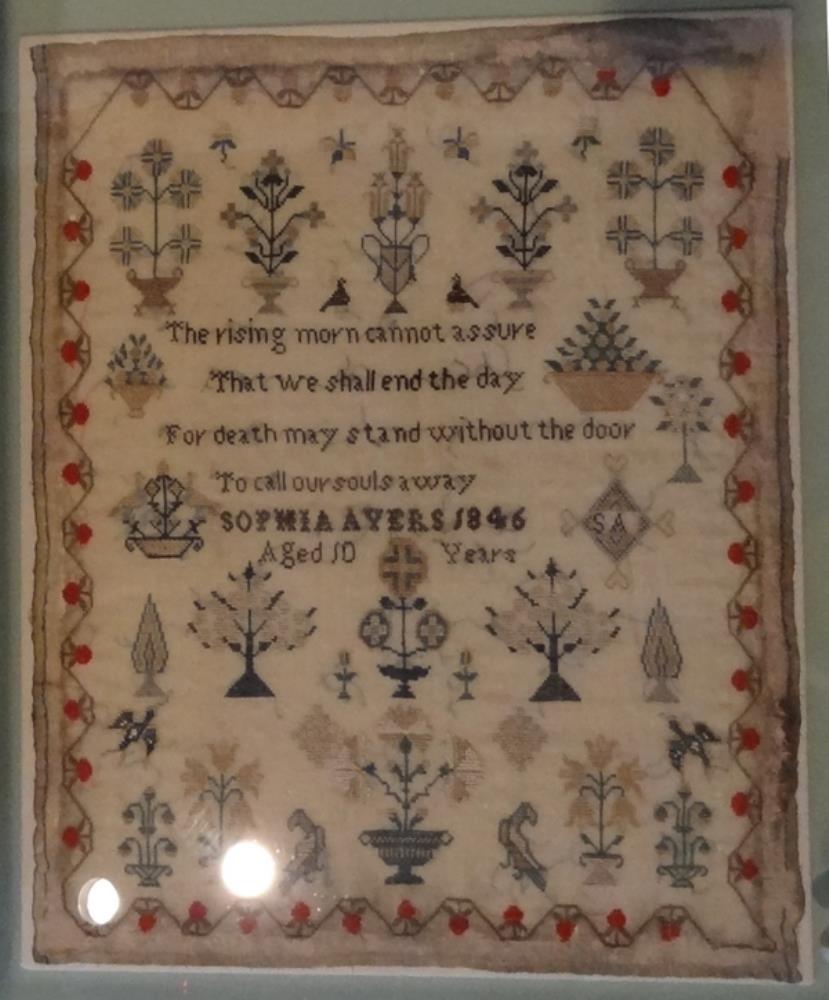 The rising morn cannot assure
That we shall end the day
For death may stand without the door
To call our souls away
SOPHIA AYERS 1846
Aged 10 Years
SA